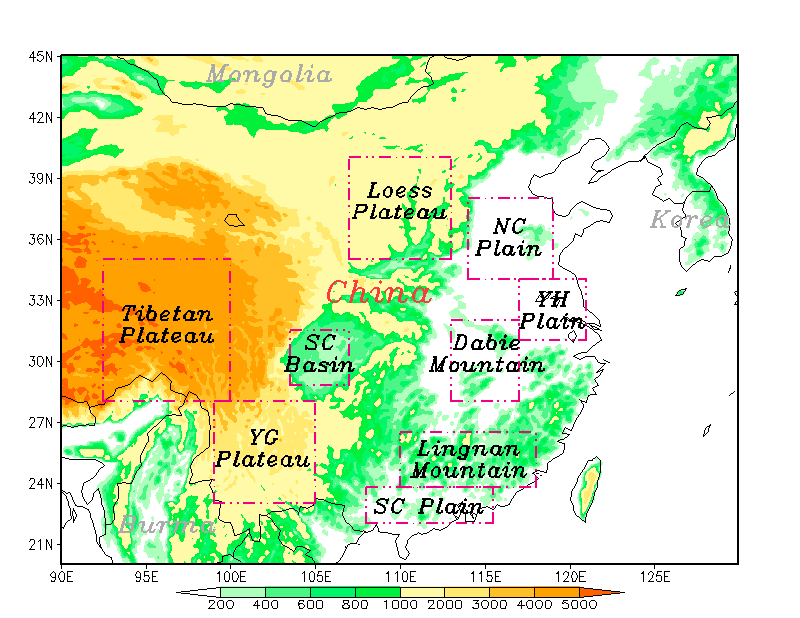 45N
Mongolia
42N
39N
Loess
Plateau
Korea
NC
Plain
36N
33N
China
YH
Plain
Tibetan
Plateau
SC
Basin
Dabie
Mountain
30N
27N
YG
Plateau
Lingnan
Mountain
24N
SC Plain
Burma
21N
90E 95E 100E 105E 110E 115E 120E 125E
200 400 600 800 1000 2000 3000 4000 5000